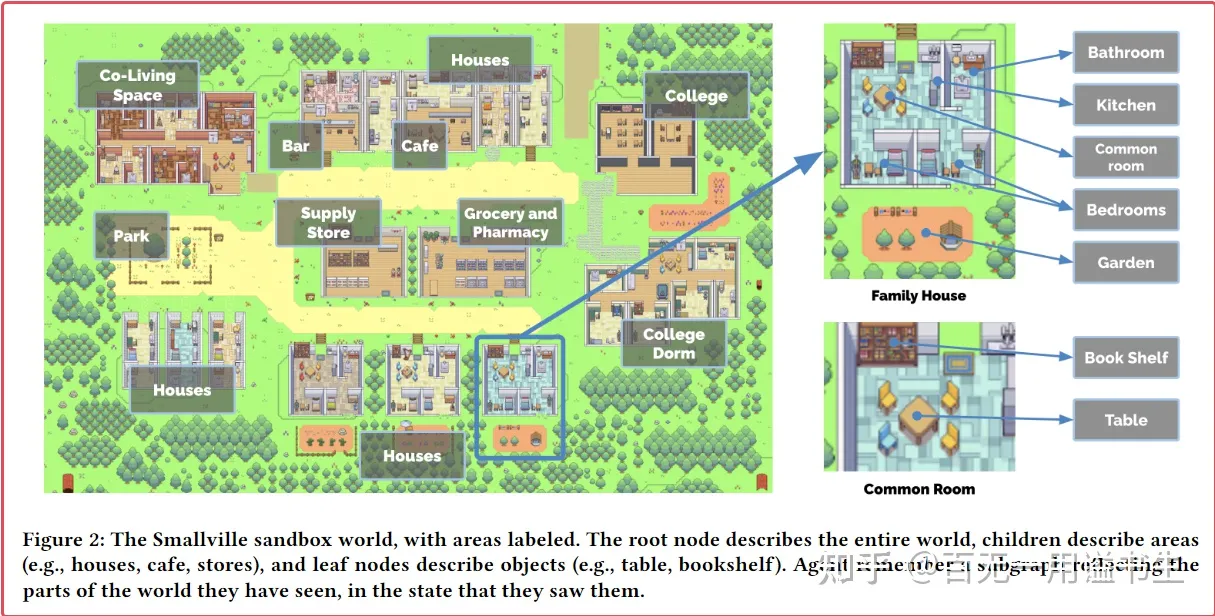 Co-Living
Space
Houses
College
Bar
Cafe
Supply
Store
Grocery and
Pharmacy
Park
College
Dorm
Houses
Houses
Bathroom
Kitchen
Common
room
Bedrooms
Garden
Family House
Book Shelf
Table
Common Room
Figure 2: The Smallville sandbox world, with areas labeled. The root node describes the entire world, children describe areas
(e.g., houses, cafe, stores), and leaf nodes describe objects (e.g., table, bookshelf). Agent remember a subgraph reflecting the
parts of the world they have seen, in the state that they saw them.
知乎 @百无一用溢书生